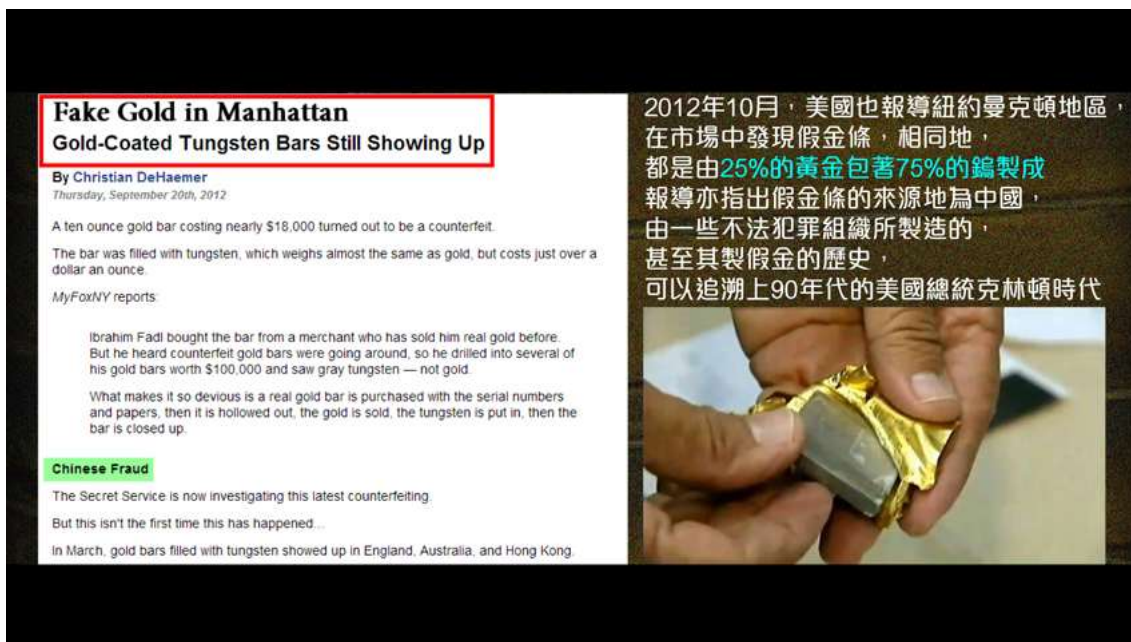 Fake Gold in Manhattan
Gold-Coated Tungsten Bars Still Showing Up
By Christian DeHaemer
Thursday, September 20th, 2012
A ten ounce gold bar costing nearly $18,000 turned out to be a counterfeit.
The bar was filled with tungsten, which weighs almost the same as gold, but costs just over a
dollar an ounce.
MyFoxNY reports:
Ibrahim Fadl bought the bar from a merchant who has sold him real gold before.
But he heard counterfeit gold bars were going around, so he drilled into several of
his gold bars worth $100,000 and saw gray tungsten — not gold.
What makes it so devious is a real gold bar is purchased with the serial numbers
and papers, then it is hollowed out, the gold is sold, the tungsten is put in, then the
bar is closed up.
Chinese Fraud
The Secret Service is now investigating this latest counterfeiting.
But this isn't the first time this has happened...
In March, gold bars filled with tungsten showed up in England, Australia, and Hong Kong.
2012年10月，美國也報導紐約曼克頓地區，
在市場中發現假金條，相同地，
都是由25%的黃金包著75%的鎢製成
報導亦指出假金條的來源地為中國，
由一些不法犯罪組織所製造的，
甚至其製假金的歷史，
可以追溯上90年代的美國總統克林頓時代